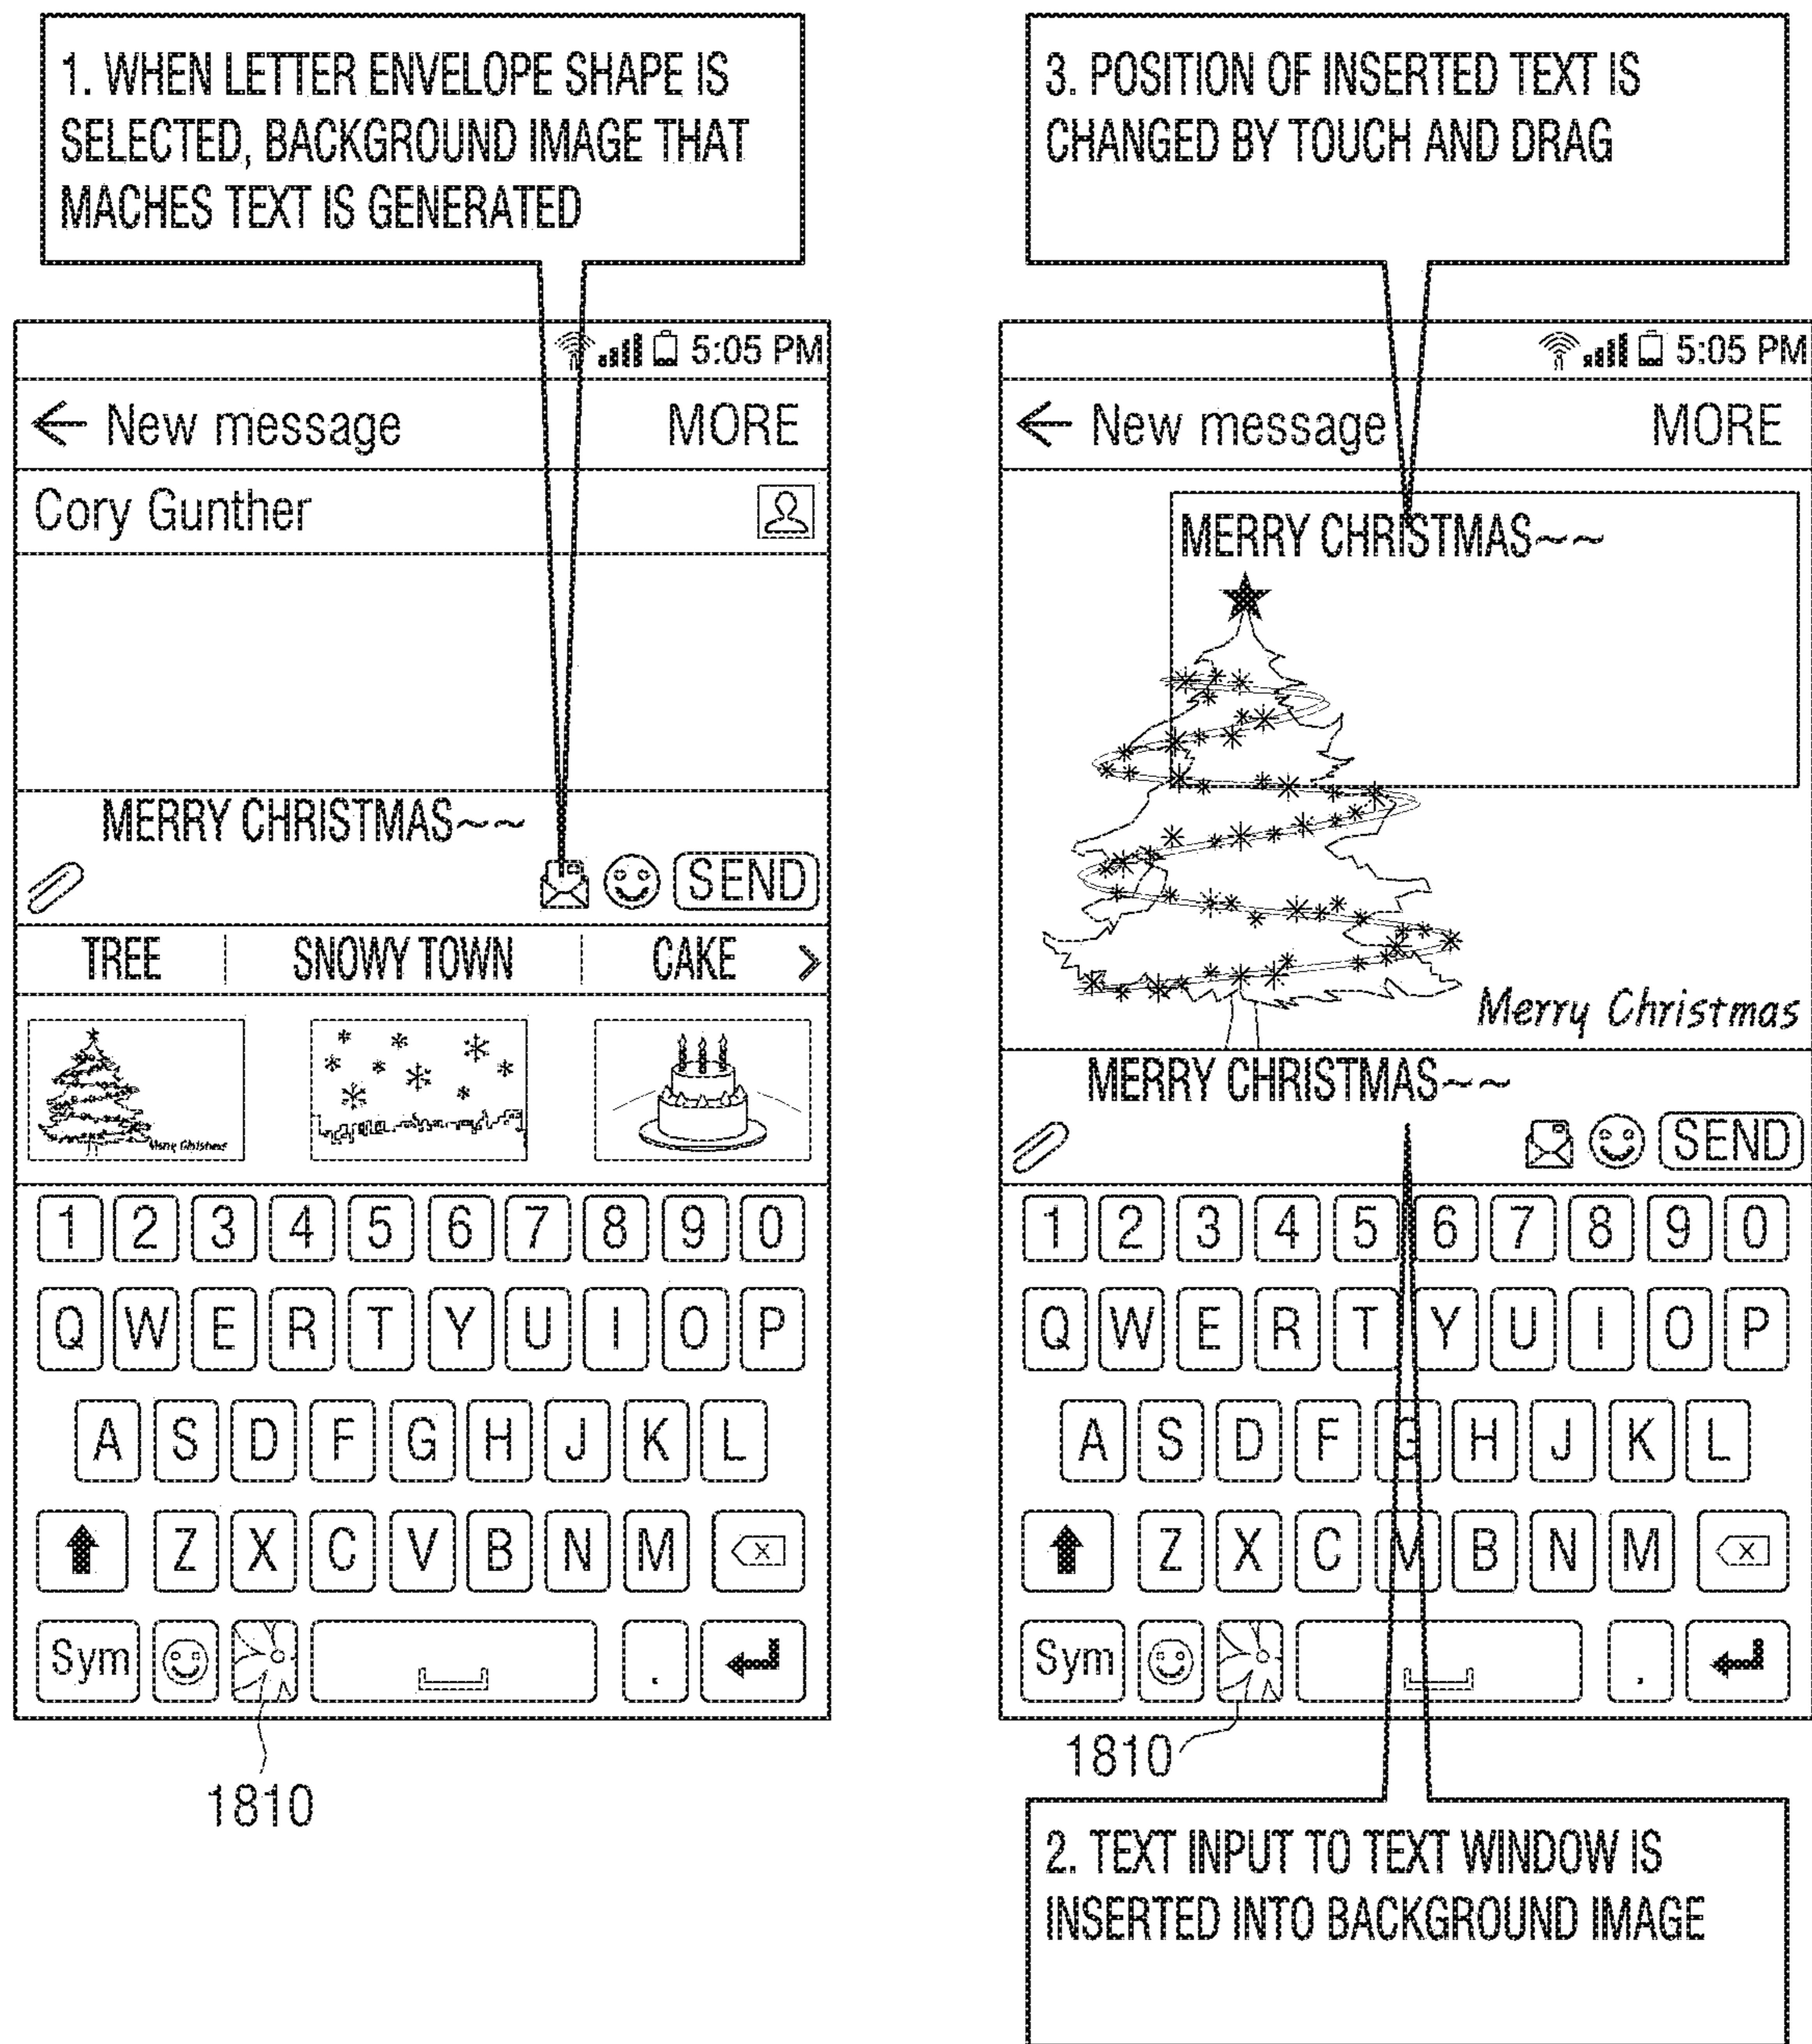 1. WHEN LETTER ENVELOPE SHAPE IS
SELECTED, BACKGROUND IMAGE THAT
MACHES TEXT IS GENERATED
5:05 PM
New message MORE
Cory Gunther
MERRY CHRISTMAS~~
SEND
TREE SNOWY TOWN CAKE >
Merry Christmas
1 2 3 4 5 6 7 8 9 0
Q W E R T Y U I O P
A S D F G H J K L
Z X C V B N M
Sym .
1810
3. POSITION OF INSERTED TEXT IS
CHANGED BY TOUCH AND DRAG
5:05 PM
New message MORE
MERRY CHRISTMAS~~
Merry Christmas
MERRY CHRISTMAS~~
SEND
1 2 3 4 5 6 7 8 9 0
Q W E R T Y U I O P
A S D F G H J K L
Z X C V B N M
Sym .
1810
2. TEXT INPUT TO TEXT WINDOW IS
INSERTED INTO BACKGROUND IMAGE